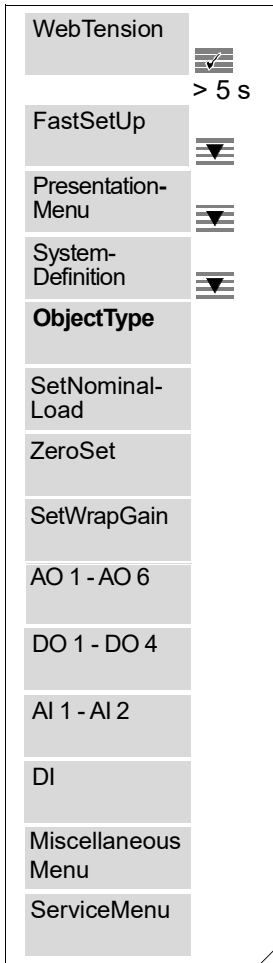 WebTension
> 5 s
FastSetUp
Presentation-
Menu
System-
Definition
ObjectType
SetNominal-
Load
ZeroSet
SetWrapGain
AO 1 - AO 6
DO 1 - DO 4
AI 1 - AI 2
DI
Miscellaneous
Menu
ServiceMenu